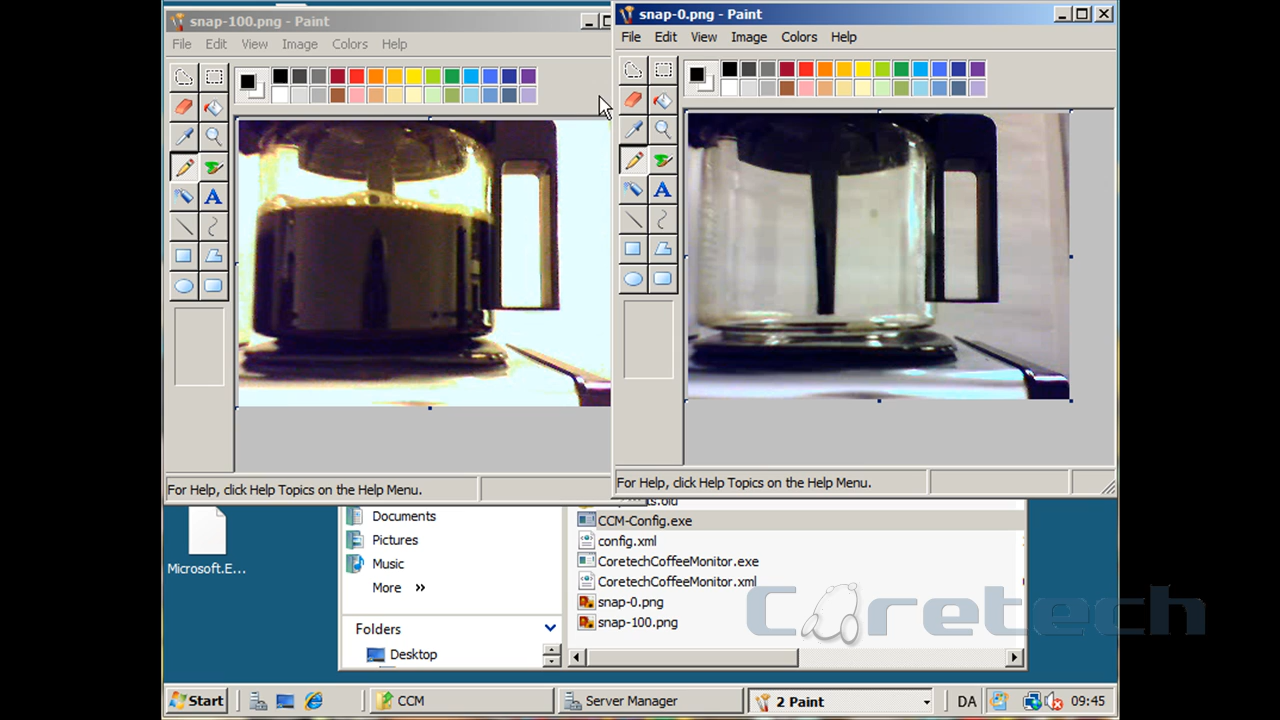 snap-100.png - Paint
File Edit View Image Colors Help
For Help, click Help Topics on the Help Menu.
snap-0.png - Paint
File Edit View Image Colors Help
For Help, click Help Topics on the Help Menu.
Microsoft.E...
Documents
Pictures
Music
More »
Folders
Desktop
CCM-Config.exe
config.xml
CoretechCoffeeMonitor.exe
CoretechCoffeeMonitor.xml
snap-0.png
snap-100.png
Coretech
Start
CCM
Server Manager
2 Paint
DA
09:45